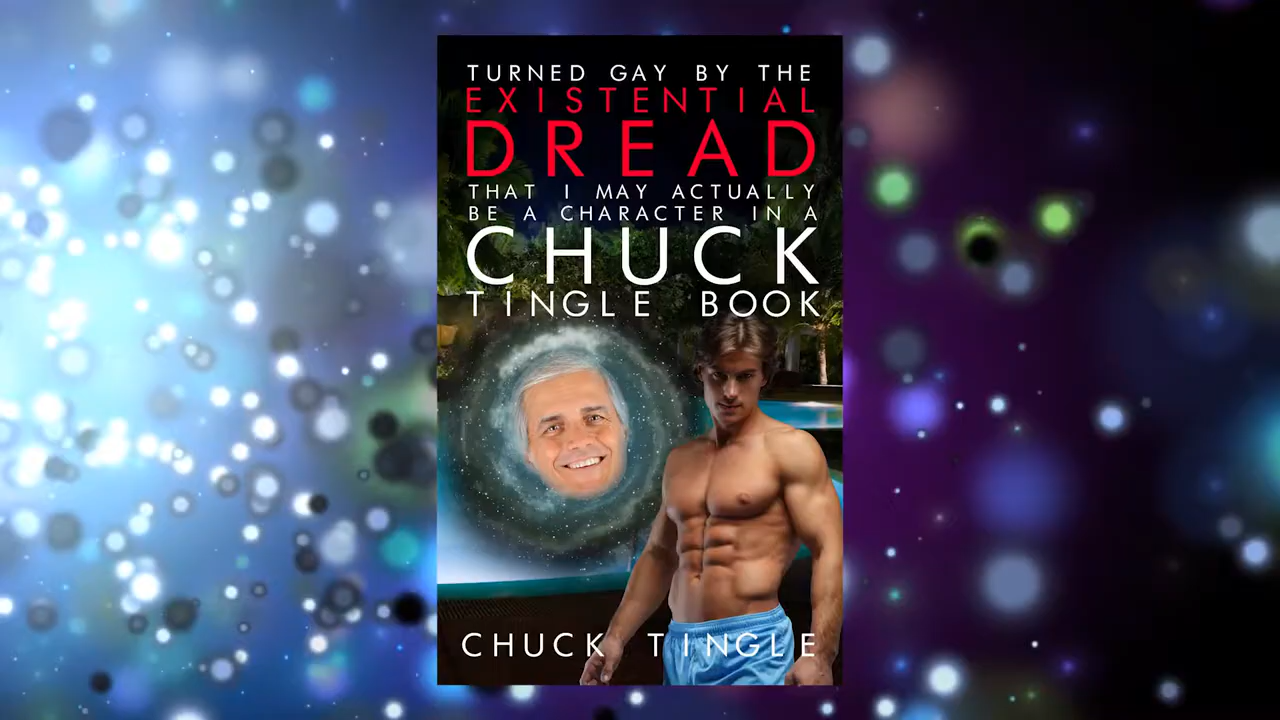 TURNED GAY BY THE
EXISTENTIAL
DREAD
THAT I MAY ACTUALLY
BE A CHARACTER IN A
CHUCK
TINGLE BOOK
CHUCK TINGLE